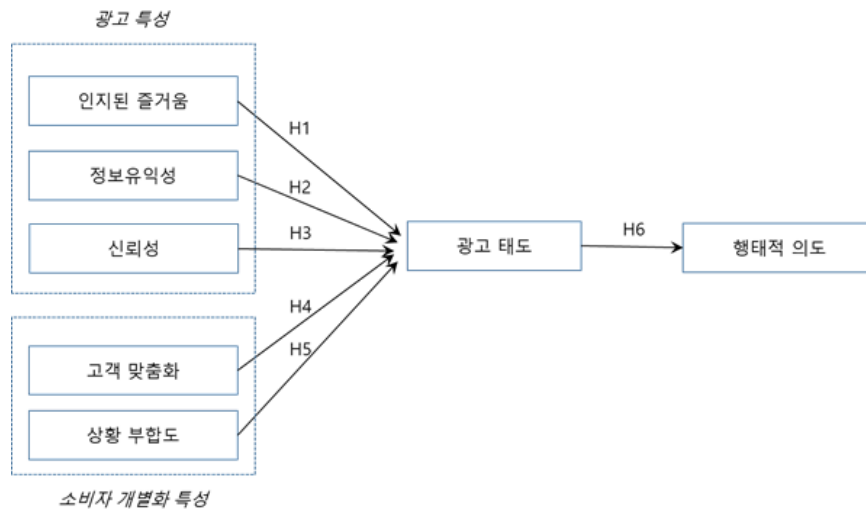 광고 특성
인지된 즐거움
H1
정보유익성
H2
신뢰성
H3
광고 태도
H6
행태적 의도
H4
고객 맞춤화
H5
상황 부합도
소비자 개별화 특성